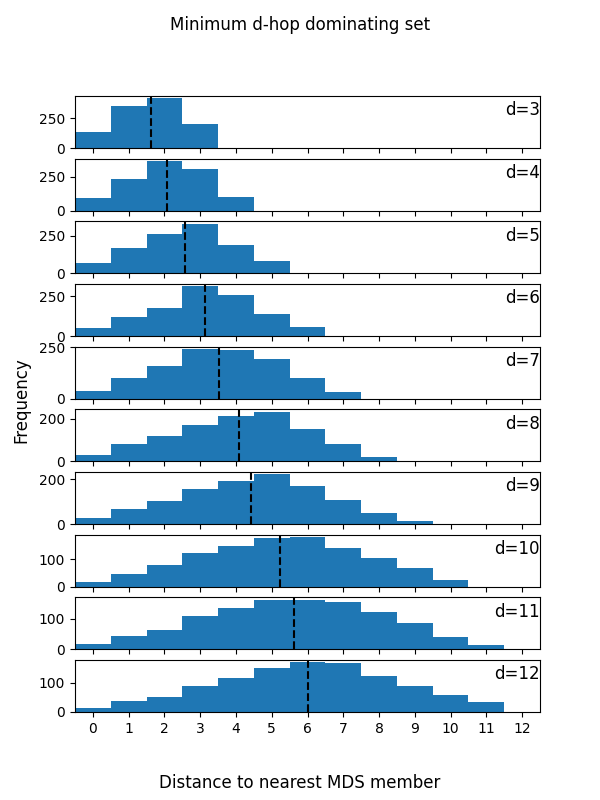 Minimum d-hop dominating set
250
0
d=3
250
0
d=4
250
0
d=5
250
0
d=6
250
0
d=7
200
0
d=8
200
0
d=9
100
0
d=10
100
0
d=11
100
0
d=12
0 1 2 3 4 5 6 7 8 9 10 11 12
Frequency
Distance to nearest MDS member